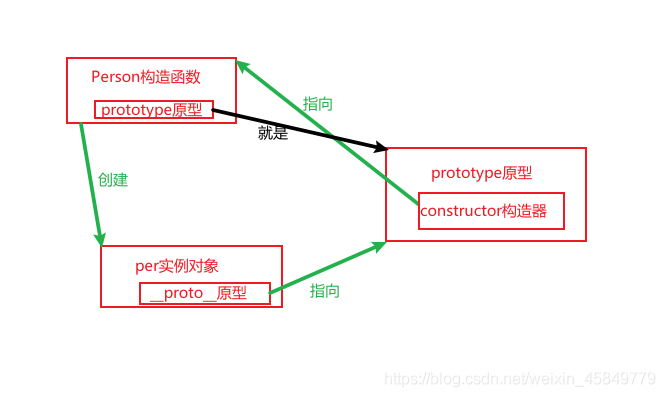 Person构造函数
prototype原型
指向
就是
prototype原型
constructor构造器
创建
per实例对象
__proto__原型
指向
https://blog.csdn.net/weixin_45849779